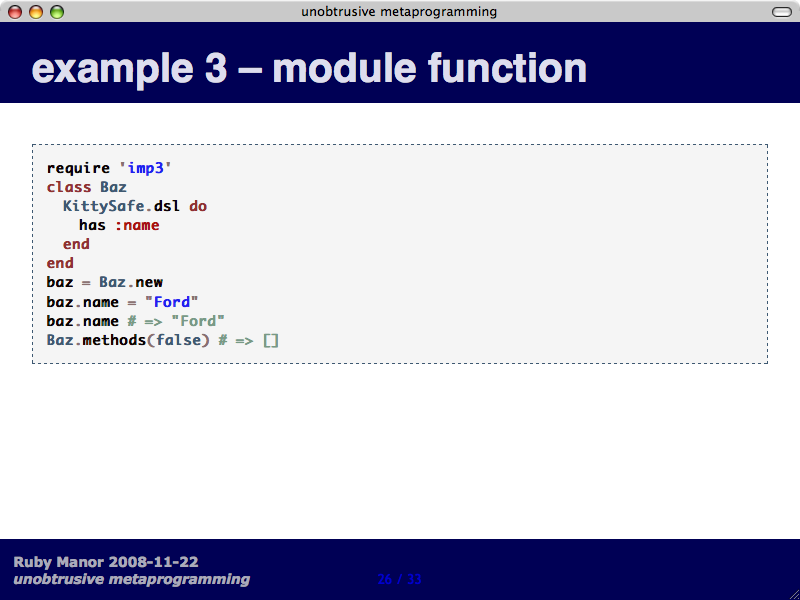 unobtrusive metaprogramming
example 3 – module function
require 'imp3'
class Baz
  KittySafe.dsl do
    has :name
  end
end
baz = Baz.new
baz.name = "Ford"
baz.name # => "Ford"
Baz.methods(false) # => []
Ruby Manor 2008-11-22
unobtrusive metaprogramming
26 / 33